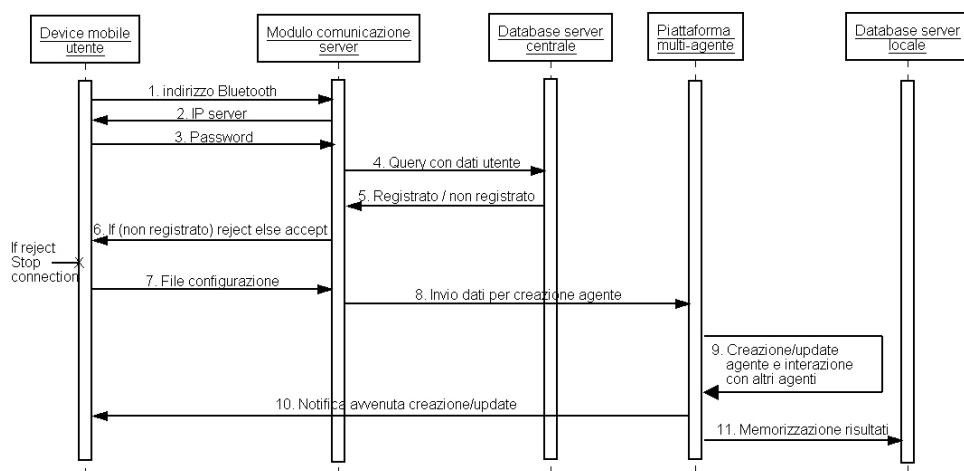 Device mobile
utente
Modulo comunicazione
server
Database server
centrale
Piattaforma
multi-agente
Database server
locale
1. indirizzo Bluetooth
2. IP server
3. Password
4. Query con dati utente
5. Registrato / non registrato
6. If (non registrato) reject else accept
If reject
Stop
connection
7. File configurazione
8. Invio dati per creazione agente
9. Creazione/update
agente e interazione
con altri agenti
10. Notifica avvenuta creazione/update
11. Memorizzazione risultati